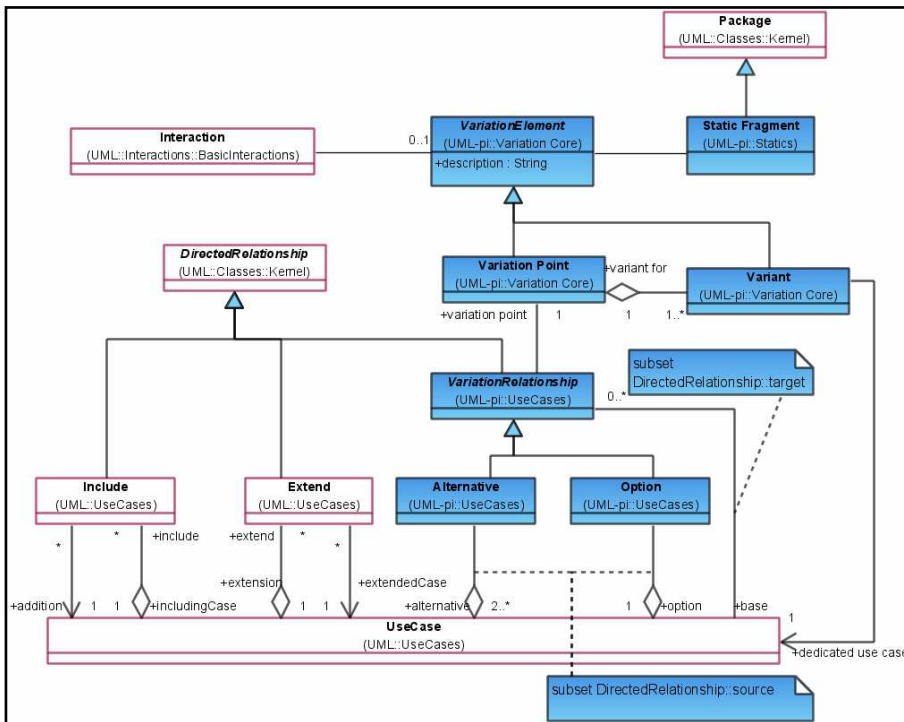 Package
(UML::Classes::Kernel)
Interaction
(UML::Interactions::BasicInteractions)
0..1
VariationElement
(UML-pi::Variation Core)
+description : String
Static Fragment
(UML-pi::Statics)
DirectedRelationship
(UML::Classes::Kernel)
Variation Point
(UML-pi::Variation Core)
+variant for
Variant
(UML-pi::Variation Core)
+variation point
1
1
1..*
VariationRelationship
(UML-pi::UseCases)
0..*
subset
DirectedRelationship::target
Include
(UML::UseCases)
Extend
(UML::UseCases)
Alternative
(UML-pi::UseCases)
Option
(UML-pi::UseCases)
*
*
+include
+extend
*
*
+extension
+extendedCase
+addition
1
1
+includingCase
1
1
+alternative
2..*
1
+option
+base
1
UseCase
(UML::UseCases)
+dedicated use case
subset DirectedRelationship::source